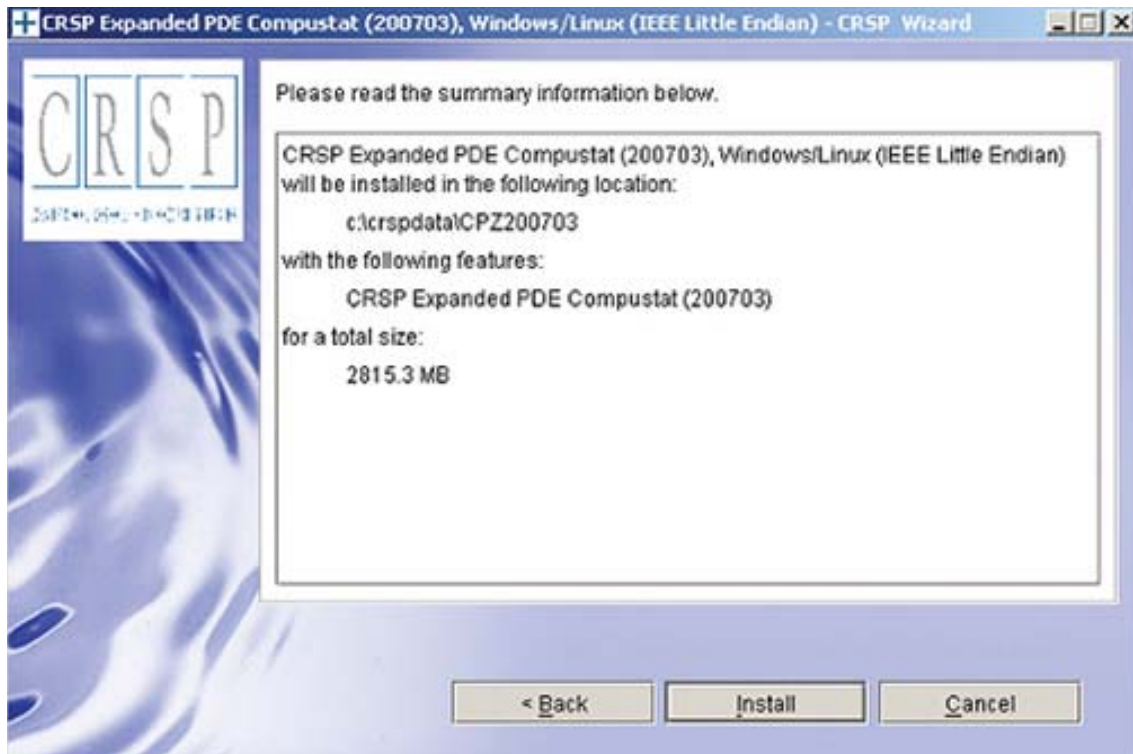 CRSP Expanded PDE Compustat (200703), Windows/Linux (IEEE Little Endian) - CRSP Wizard
CRSP
Please read the summary information below.
CRSP Expanded PDE Compustat (200703), Windows/Linux (IEEE Little Endian)
will be installed in the following location:
c:\crspdata\CPZ200703
with the following features:
CRSP Expanded PDE Compustat (200703)
for a total size:
2815.3 MB
< Back
Install
Cancel